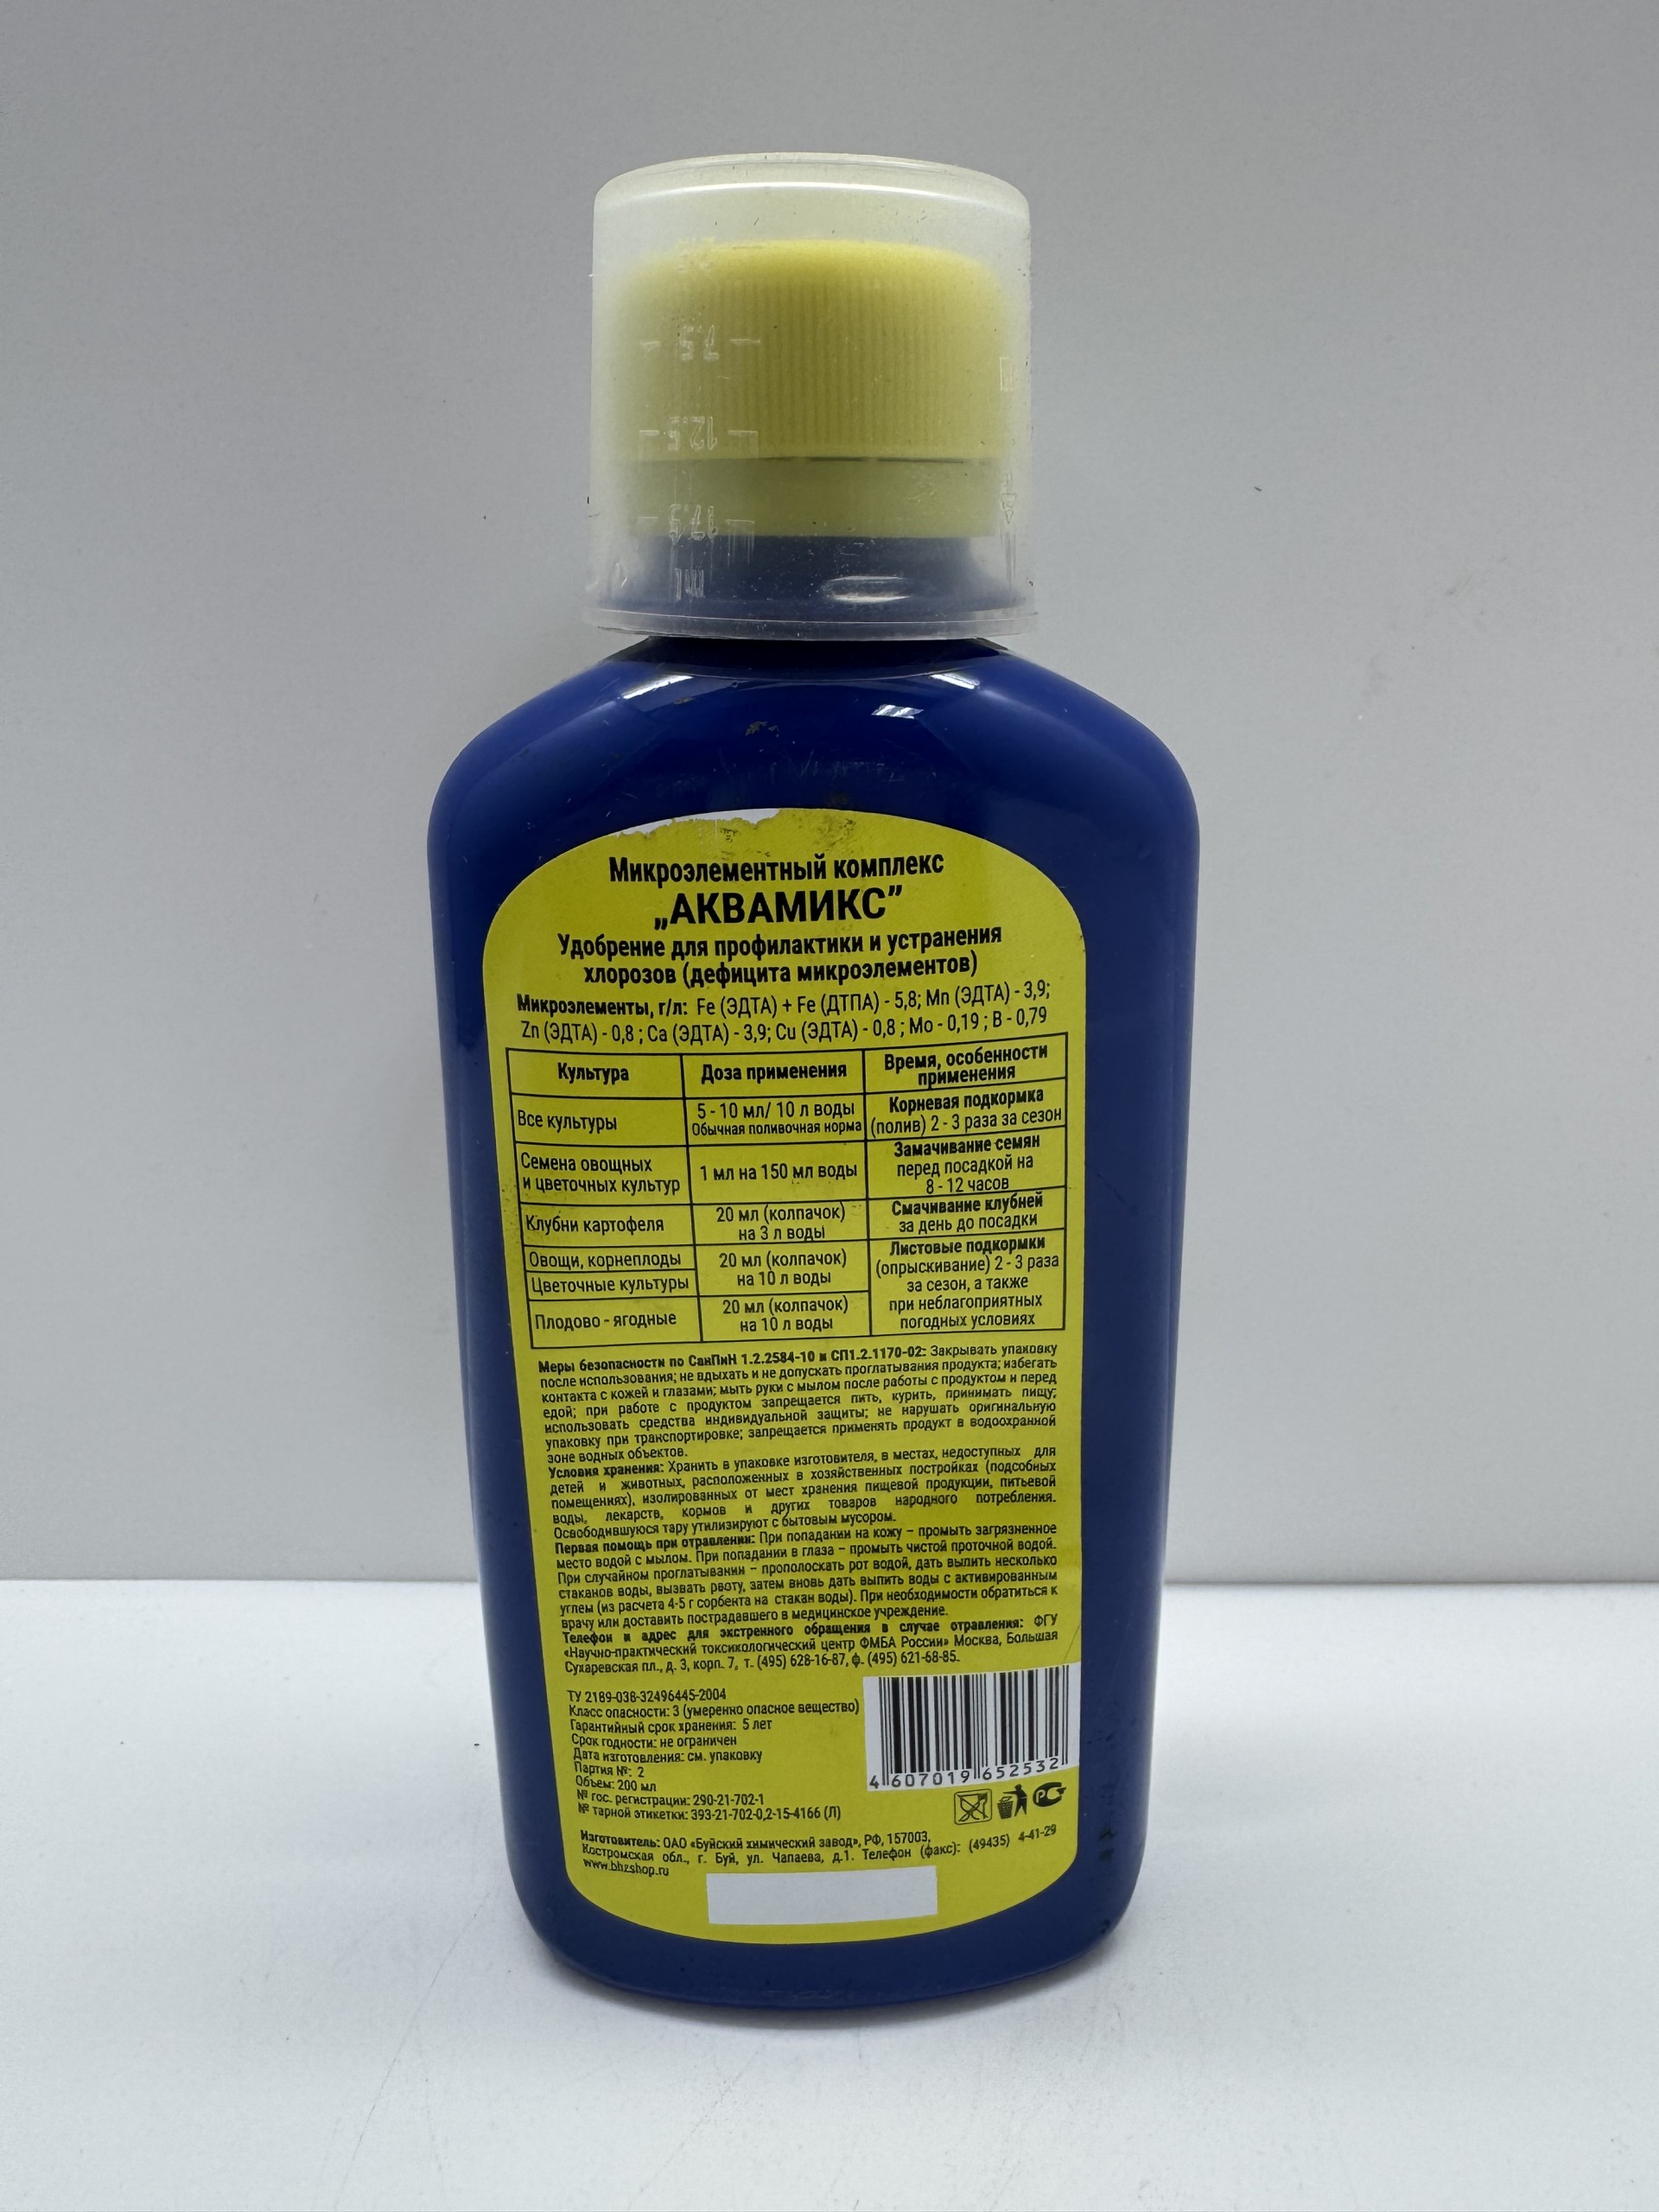 7.5
12.5
ml
Микроэлементный комплекс
„АКВАМИКС”
Удобрение для профилактики и устранения
хлорозов (дефицита микроэлементов)
Микроэлементы, г/л: Fe (ЭДТА) + Fe (ДТПА) - 5,8; Mn (ЭДТА) - 3,9;
Zn (ЭДТА) - 0,8 ; Ca (ЭДТА) - 3,9; Cu (ЭДТА) - 0,8 ; Mo - 0,19 ; B - 0,79
Культура
Доза применения
Время, особенности
применения
Все культуры
5 - 10 мл/ 10 л воды
Обычная поливочная норма
Корневая подкормка
(полив) 2 - 3 раза за сезон
Семена овощных
и цветочных культур
1 мл на 150 мл воды
Замачивание семян
перед посадкой на
8 - 12 часов
Клубни картофеля
20 мл (колпачок)
на 3 л воды
Смачивание клубней
за день до посадки
Овощи, корнеплоды
Цветочные культуры
20 мл (колпачок)
на 10 л воды
Листовые подкормки
(опрыскивание) 2 - 3 раза
за сезон, а также
при неблагоприятных
погодных условиях
Плодово - ягодные
20 мл (колпачок)
на 10 л воды
Меры безопасности по СанПиН 1.2.2584-10 и СП1.2.1170-02: Закрывать упаковку
после использования; не вдыхать и не допускать проглатывания продукта; избегать
контакта с кожей и глазами; мыть руки с мылом после работы с продуктом и перед
едой; при работе с продуктом запрещается пить, курить, принимать пищу;
использовать средства индивидуальной защиты; не нарушать оригинальную
упаковку при транспортировке; запрещается применять продукт в водоохранной
зоне водных объектов.
Условия хранения: Хранить в упаковке изготовителя, в местах, недоступных для
детей и животных, расположенных в хозяйственных постройках (подсобных
помещениях), изолированных от мест хранения пищевой продукции, питьевой
воды, лекарств, кормов и других товаров народного потребления.
Освободившуюся тару утилизируют с бытовым мусором.
Первая помощь при отравлении: При попадании на кожу – промыть загрязненное
место водой с мылом. При попадании в глаза – промыть чистой проточной водой.
При случайном проглатывании – прополоскать рот водой, дать выпить несколько
стаканов воды, вызвать рвоту, затем вновь дать выпить воды с активированным
углем (из расчета 4-5 г сорбента на стакан воды). При необходимости обратиться к
врачу или доставить пострадавшего в медицинское учреждение.
Телефон и адрес для экстренного обращения в случае отравления: ФГУ
«Научно-практический токсикологический центр ФМБА России» Москва, Большая
Сухаревская пл., д. 3, корп. 7, т. (495) 628-16-87, ф. (495) 621-68-85.
ТУ 2189-038-32496445-2004
Класс опасности: 3 (умеренно опасное вещество)
Гарантийный срок хранения: 5 лет
Срок годности: не ограничен
Дата изготовления: см. упаковку
Партия №: 2
Объем: 200 мл
№ гос. регистрации: 290-21-702-1
№ тарной этикетки: 393-21-702-0,2-15-4166 (Л)
4 607019 652532
РС
Изготовитель: ОАО «Буйский химический завод», РФ, 157003,
Костромская обл., г. Буй, ул. Чапаева, д.1. Телефон (факс): (49435) 4-41-29
www.bhzshop.ru